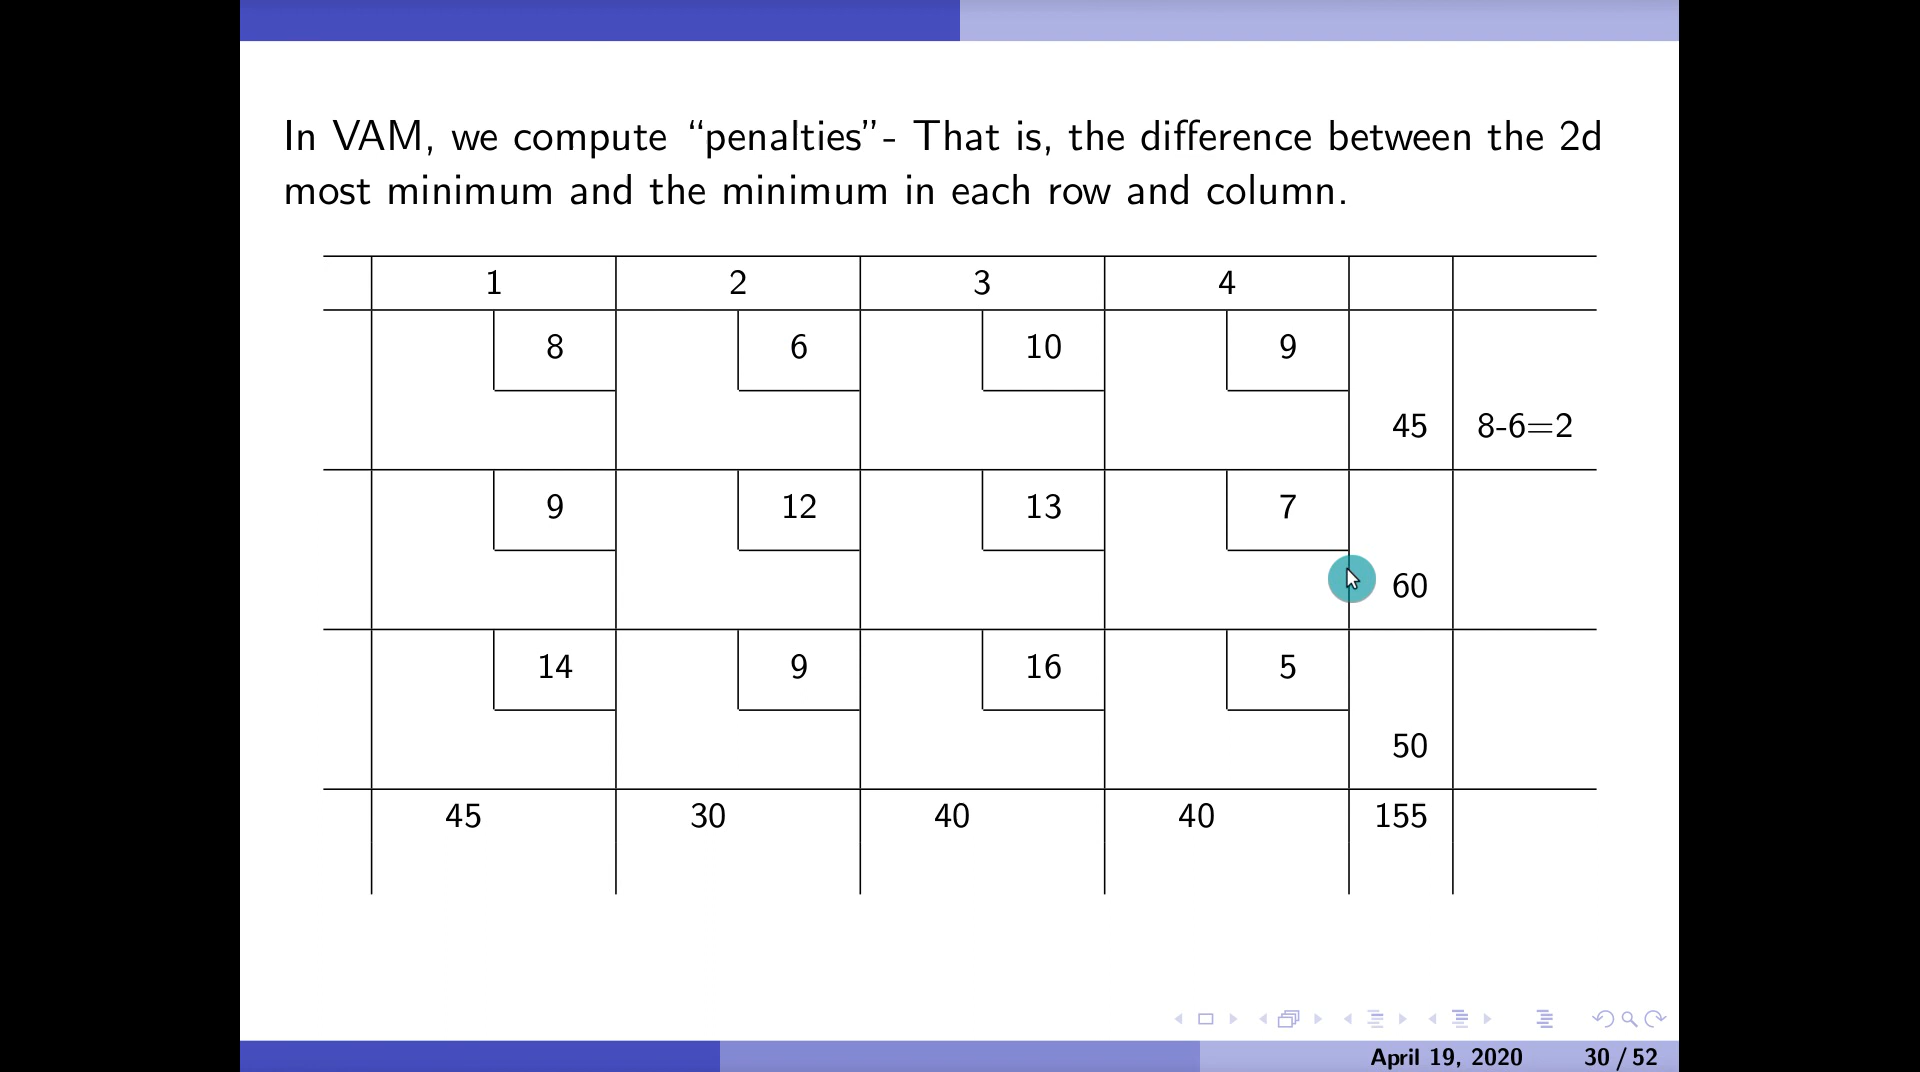 In VAM, we compute “penalties”- That is, the difference between the 2d
most minimum and the minimum in each row and column.
1 2 3 4
8 6 10 9
45 8-6=2
9 12 13 7
60
14 9 16 5
50
45 30 40 40 155
April 19, 2020 30 / 52